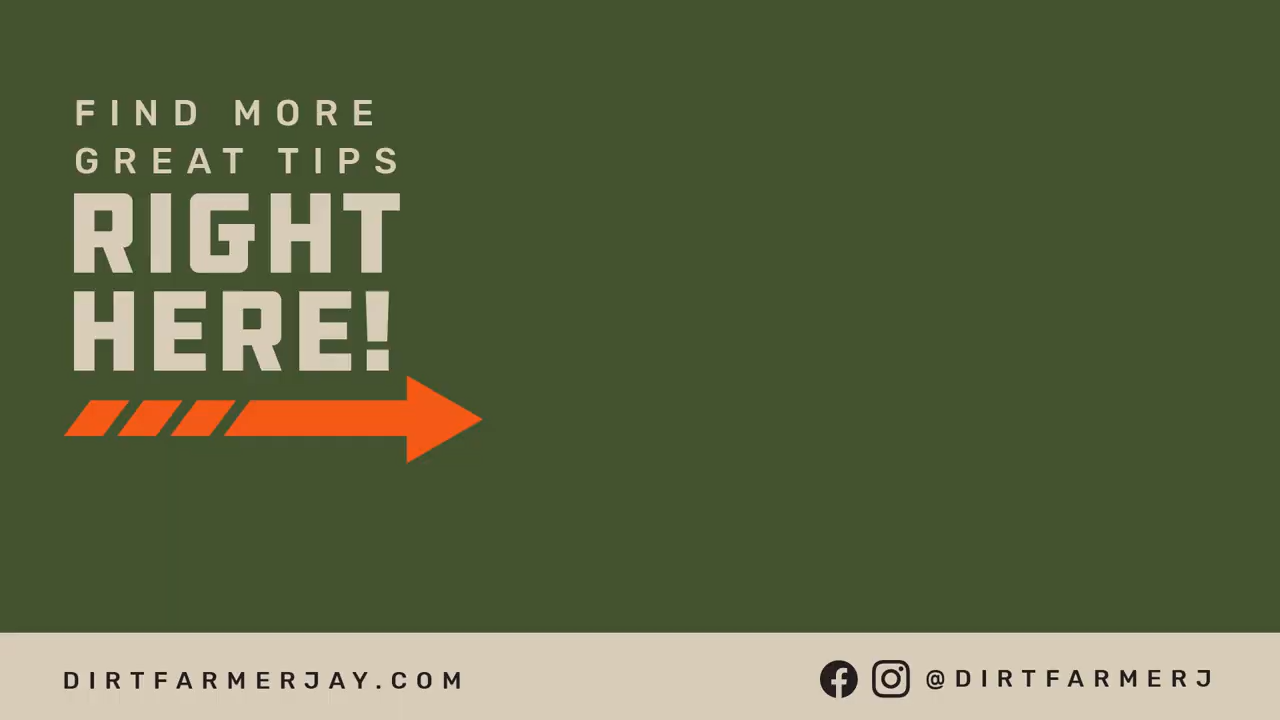 FIND MORE
GREAT TIPS
RIGHT
HERE!
DIRTFARMERJAY.COM
@DIRTFARMERJ